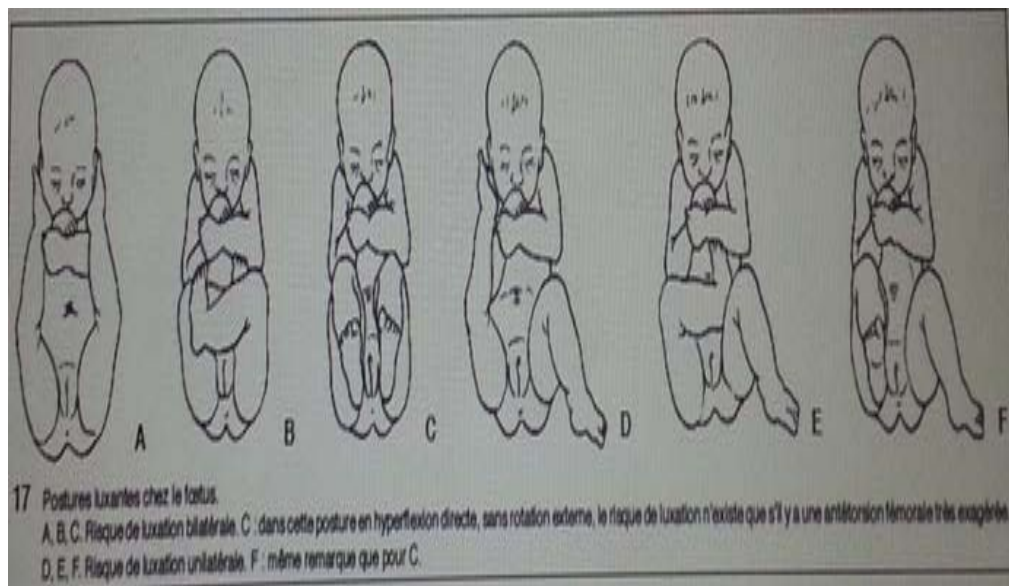 A
B
C
D
E
F
17 Postures luxantes chez le fœtus.
A, B, C. Risque de luxation bilatérale. C : dans cette posture en hyperflexion directe, sans rotation externe, le risque de luxation n'existe que s'il y a une antétorsion fémorale très exagérée
D, E, F. Risque de luxation unilatérale. F : même remarque que pour C.